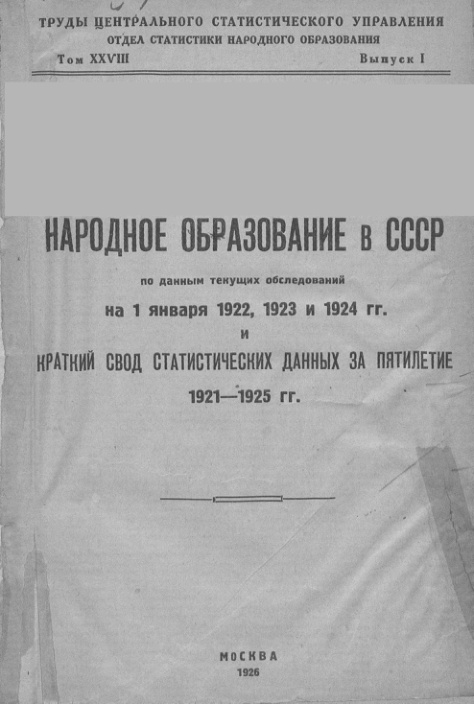 ТРУДЫ ЦЕНТРАЛЬНОГО СТАТИСТИЧЕСКОГО УПРАВЛЕНИЯ
ОТДЕЛ СТАТИСТИКИ НАРОДНОГО ОБРАЗОВАНИЯ
Том XXVIII Выпуск I
НАРОДНОЕ ОБРАЗОВАНИЕ в СССР
по данным текущих обследований
на 1 января 1922, 1923 и 1924 гг.
и
КРАТКИЙ СВОД СТАТИСТИЧЕСКИХ ДАННЫХ ЗА ПЯТИЛЕТИЕ
1921—1925 гг.
МОСКВА
1926